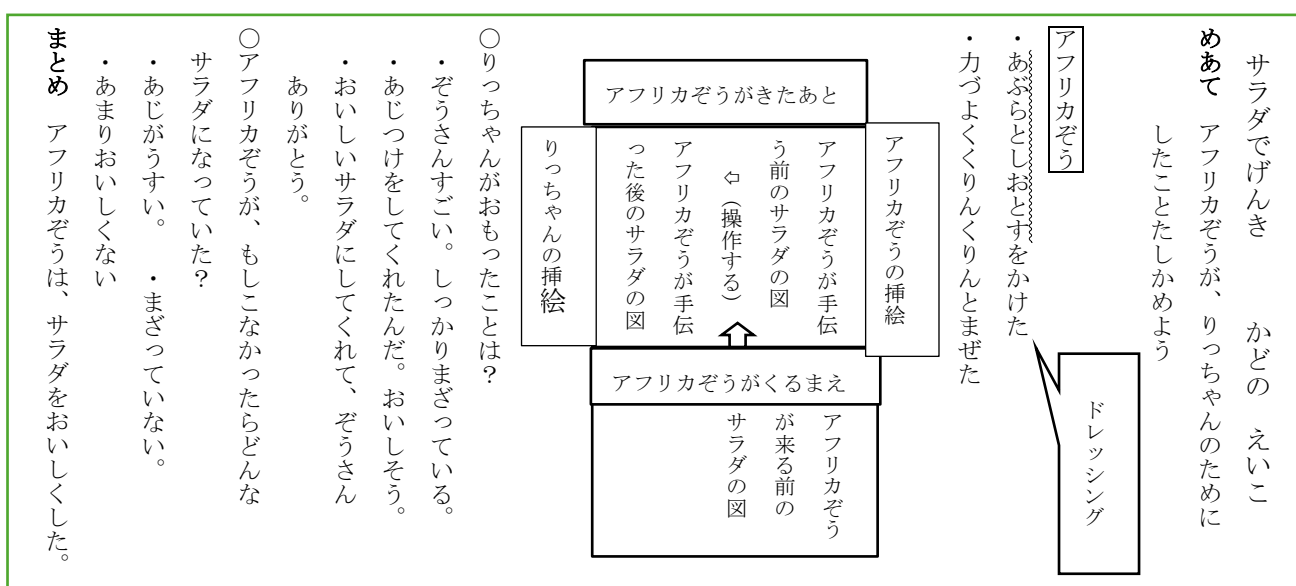 サラダでげんき　　かどの　えいこ
めあて　アフリカぞうが、りっちゃんのために
したことたしかめよう
アフリカぞう
・あぶらとしおとすをかけた
ドレッシング
・力づよくくりんくりんとまぜた
アフリカぞうがきたあと
アフリカぞうの挿絵
アフリカぞうが手伝
う前のサラダの図
⇦（操作する）
アフリカぞうが手伝
った後のサラダの図
りっちゃんの挿絵
アフリカぞうがくるまえ
アフリカぞう
が来る前の
サラダの図
〇りっちゃんがおもったことは？
・ぞうさんすごい。しっかりまざっている。
・あじつけをしてくれたんだ。おいしそう。
・おいしいサラダにしてくれて、ぞうさん
ありがとう。
〇アフリカぞうが、もしこなかったらどんな
サラダになっていた？
・あじがうすい。　・まざっていない。
・あまりおいしくない
まとめ　アフリカぞうは、サラダをおいしくした。